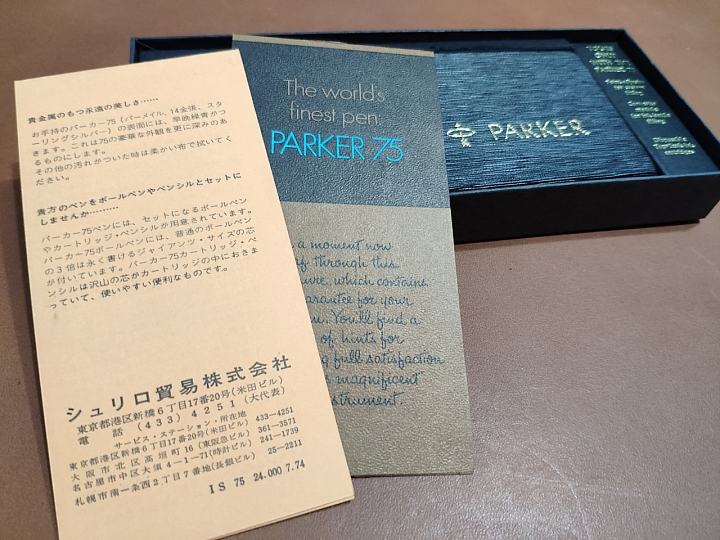 貴金属のもつ永遠の美しさ……
お手持のパーカー75(バーメイル,14金張、スタ
ーリングシルバー)の表面には、早晩緑青がつ
きます。これは75の豪華な外観を更に深みのあ
るものにします。
その他の汚れがついた時は柔かい布で拭いてく
ださい。
貴方のペンをボールペンやペンシルとセットに
しませんか………
パーカー75ペンには、セットになるボールペン
やカートリッジ・ペンシルが用意されています。
パーカー75ボールペンには、普通のボールペン
の3倍は永く書けるジャイアンツ・サイズの芯
が付いています。パーカー75カートリッジ・ペ
ンシルは沢山の芯がカートリッジの中におさま
っていて、使いやすい便利なものです。
シュリロ貿易株式会社
東京都港区新橋6丁目17番20号(米田ビル)
電話 (433) 4251 (大代表)
サービス・ステーション・所在地
東京都港区新橋6丁目17番20号(米田ビル) 433-4251
大阪市北区高垣町16(東阪急ビル) 361-3571
名古屋市中区大須4-1-71(時計ビル) 241-1739
札幌市南一条西2丁目7番地(長銀ビル) 25-2211
IS 75 24.000 7.74
The world's
finest pen
PARKER 75
a moment now
through this
which contains
for your
You'll find a
of hints for
full satisfaction
magnificent
PARKER